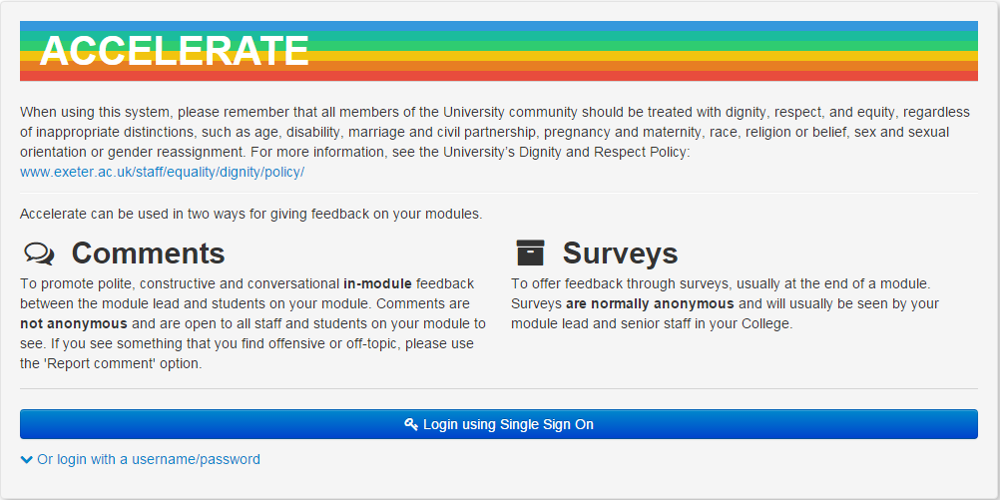 ACCELERATE
When using this system, please remember that all members of the University community should be treated with dignity, respect, and equity, regardless
of inappropriate distinctions, such as age, disability, marriage and civil partnership, pregnancy and maternity, race, religion or belief, sex and sexual
orientation or gender reassignment. For more information, see the University's Dignity and Respect Policy:
www.exeter.ac.uk/staff/equality/dignity/policy/
Accelerate can be used in two ways for giving feedback on your modules.
Comments
To promote polite, constructive and conversational in-module feedback
between the module lead and students on your module. Comments are
not anonymous and are open to all staff and students on your module to
see. If you see something that you find offensive or off-topic, please use
the 'Report comment' option.
Surveys
To offer feedback through surveys, usually at the end of a module.
Surveys are normally anonymous and will usually be seen by your
module lead and senior staff in your College.
Login using Single Sign On
Or login with a username/password